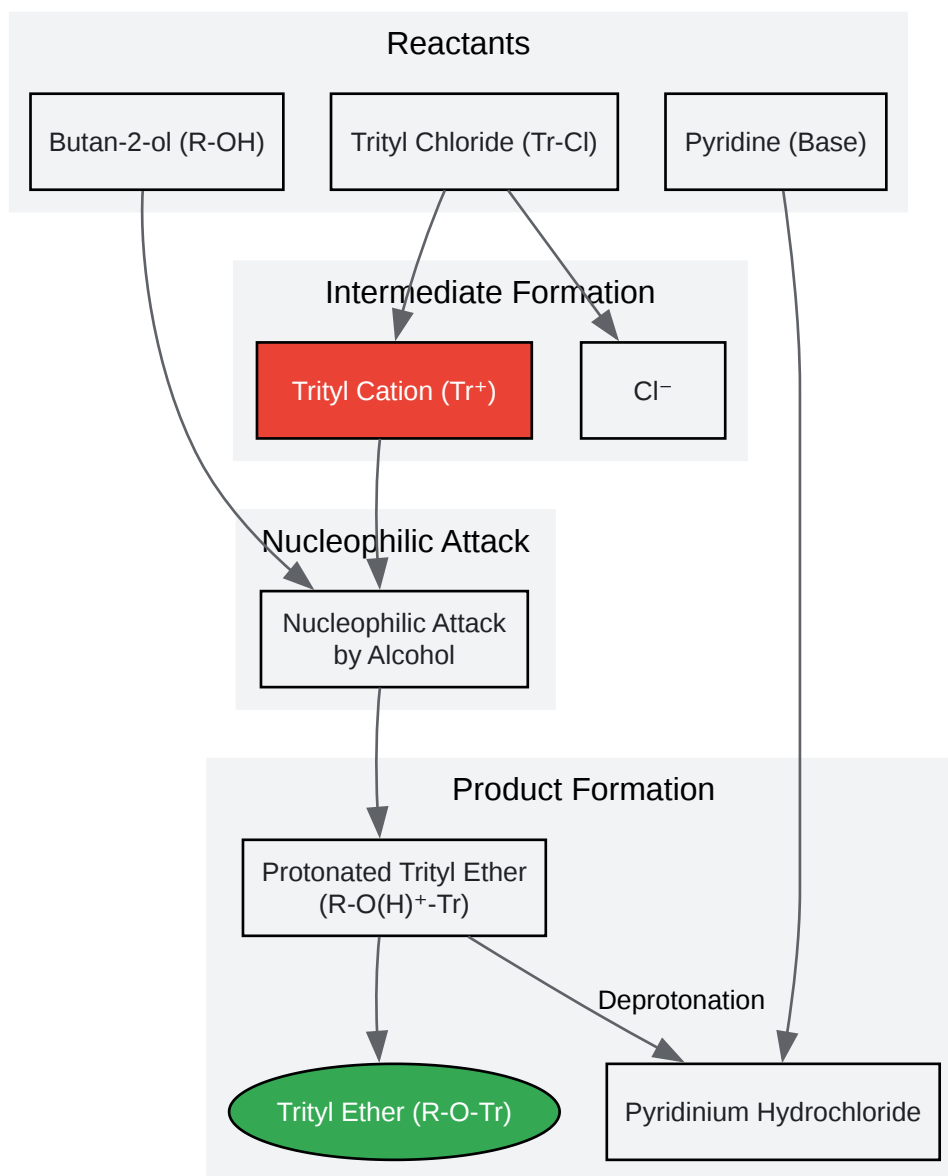 Reactants
Butan-2-ol (R-OH)
Trityl Chloride (Tr-Cl)
Pyridine (Base)
Intermediate Formation
Trityl Cation (Tr⁺)
Cl⁻
Nucleophilic Attack
Nucleophilic Attack
by Alcohol
Product Formation
Protonated Trityl Ether
(R-O(H)⁺-Tr)
Deprotonation
Trityl Ether (R-O-Tr)
Pyridinium Hydrochloride